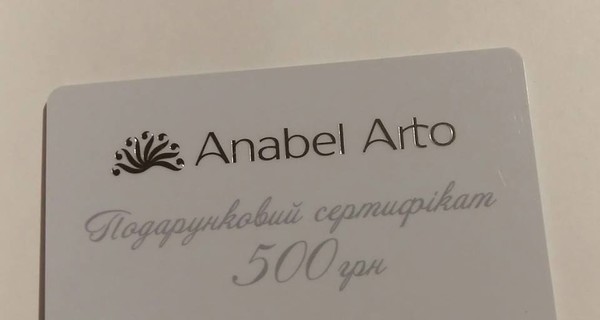 Anabel Arto
Подарунковий сертифікат
500 грн